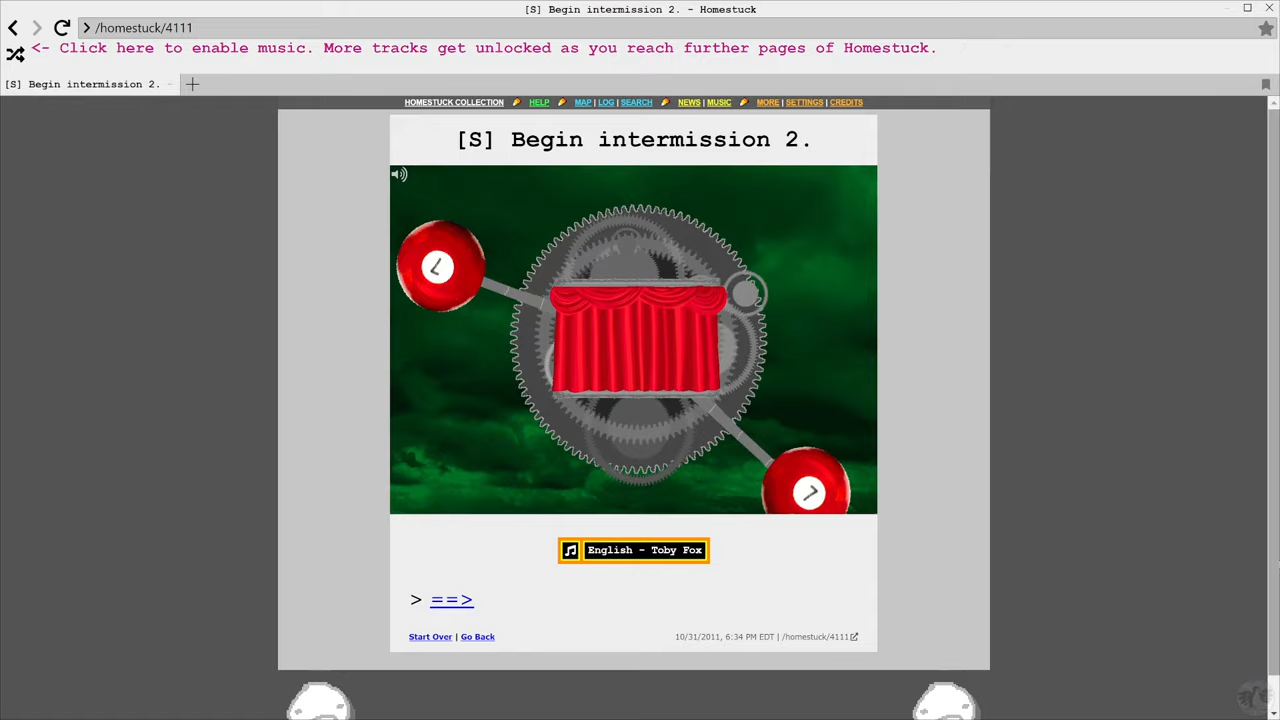 [S] Begin intermission 2. - Homestuck
/homestuck/4111
<- Click here to enable music. More tracks get unlocked as you reach further pages of Homestuck.
[S] Begin intermission 2.
HOMESTUCK COLLECTION HELP MAP | LOG | SEARCH NEWS | MUSIC MORE | SETTINGS | CREDITS
[S] Begin intermission 2.
English - Toby Fox
> ==>
Start Over | Go Back 10/31/2011, 6:34 PM EDT | /homestuck/4111